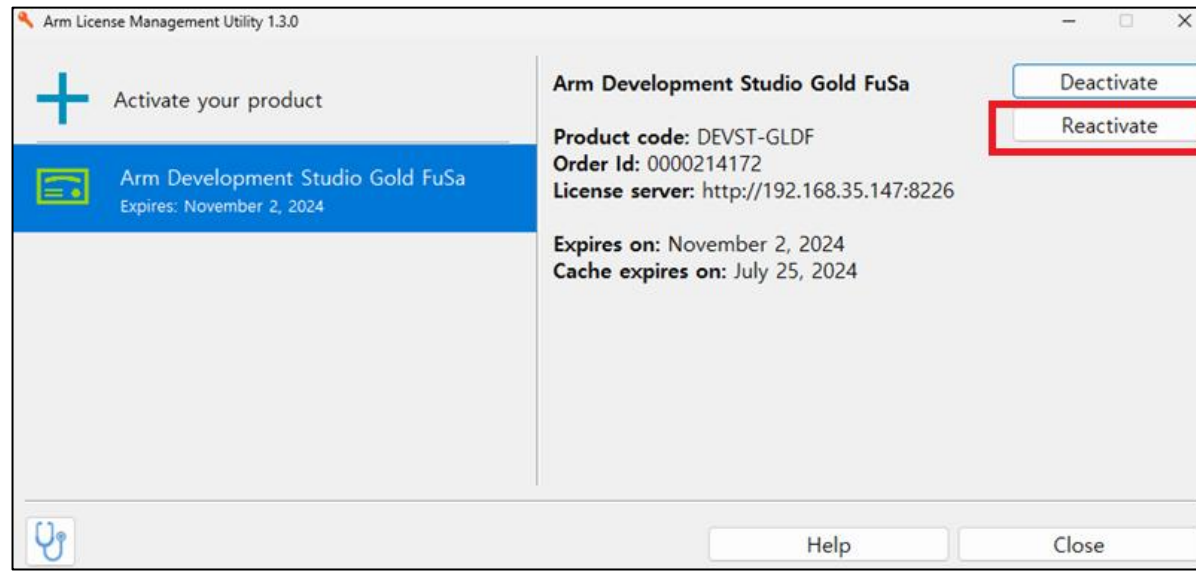 Arm License Management Utility 1.3.0
Activate your product
Arm Development Studio Gold FuSa
Expires: November 2, 2024
Arm Development Studio Gold FuSa
Product code: DEVST-GLDF
Order Id: 0000214172
License server: http://192.168.35.147:8226
Expires on: November 2, 2024
Cache expires on: July 25, 2024
Deactivate
Reactivate
Help
Close